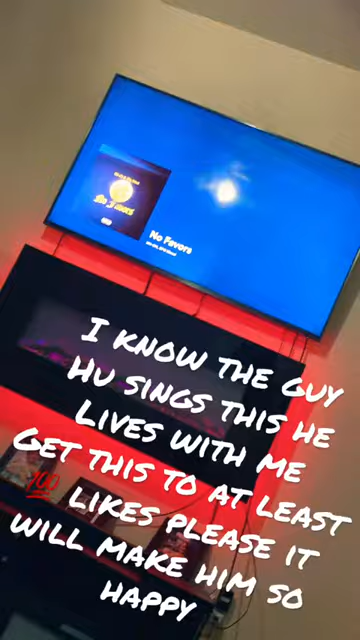 No Favors
I KNOW THE GUY
HU SINGS THIS HE
LIVES WITH ME
GET THIS TO AT LEAST
💯 LIKES PLEASE IT
WILL MAKE HIM SO
HAPPY